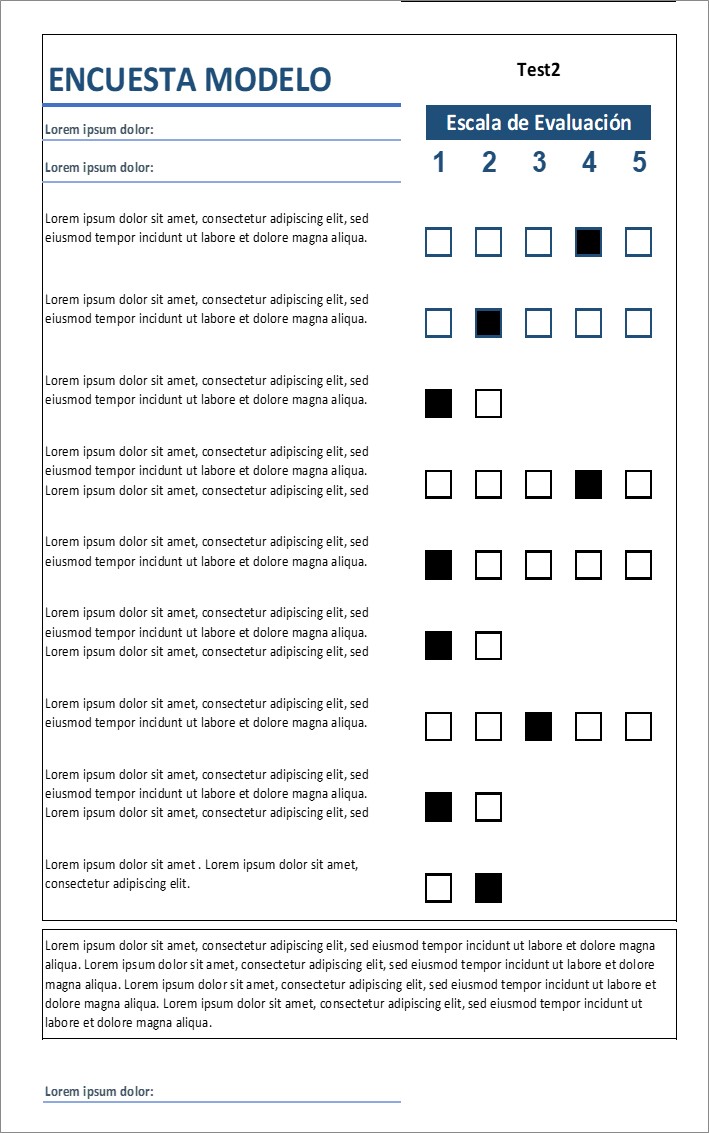 ENCUESTA MODELO
Test2
Lorem ipsum dolor:
Escala de Evaluación
Lorem ipsum dolor:
1 2 3 4 5
Lorem ipsum dolor sit amet, consectetur adipiscing elit, sed
eiusmod tempor incidunt ut labore et dolore magna aliqua.
Lorem ipsum dolor sit amet, consectetur adipiscing elit, sed
eiusmod tempor incidunt ut labore et dolore magna aliqua.
Lorem ipsum dolor sit amet, consectetur adipiscing elit, sed
eiusmod tempor incidunt ut labore et dolore magna aliqua.
Lorem ipsum dolor sit amet, consectetur adipiscing elit, sed
eiusmod tempor incidunt ut labore et dolore magna aliqua.
Lorem ipsum dolor sit amet, consectetur adipiscing elit, sed
Lorem ipsum dolor sit amet, consectetur adipiscing elit, sed
eiusmod tempor incidunt ut labore et dolore magna aliqua.
Lorem ipsum dolor sit amet, consectetur adipiscing elit, sed
eiusmod tempor incidunt ut labore et dolore magna aliqua.
Lorem ipsum dolor sit amet, consectetur adipiscing elit, sed
Lorem ipsum dolor sit amet, consectetur adipiscing elit, sed
eiusmod tempor incidunt ut labore et dolore magna aliqua.
Lorem ipsum dolor sit amet, consectetur adipiscing elit, sed
eiusmod tempor incidunt ut labore et dolore magna aliqua.
Lorem ipsum dolor sit amet, consectetur adipiscing elit, sed
Lorem ipsum dolor sit amet . Lorem ipsum dolor sit amet,
consectetur adipiscing elit.
Lorem ipsum dolor sit amet, consectetur adipiscing elit, sed eiusmod tempor incidunt ut labore et dolore magna
aliqua. Lorem ipsum dolor sit amet, consectetur adipiscing elit, sed eiusmod tempor incidunt ut labore et dolore
magna aliqua. Lorem ipsum dolor sit amet, consectetur adipiscing elit, sed eiusmod tempor incidunt ut labore et
dolore magna aliqua. Lorem ipsum dolor sit amet, consectetur adipiscing elit, sed eiusmod tempor incidunt ut
labore et dolore magna aliqua.
Lorem ipsum dolor: